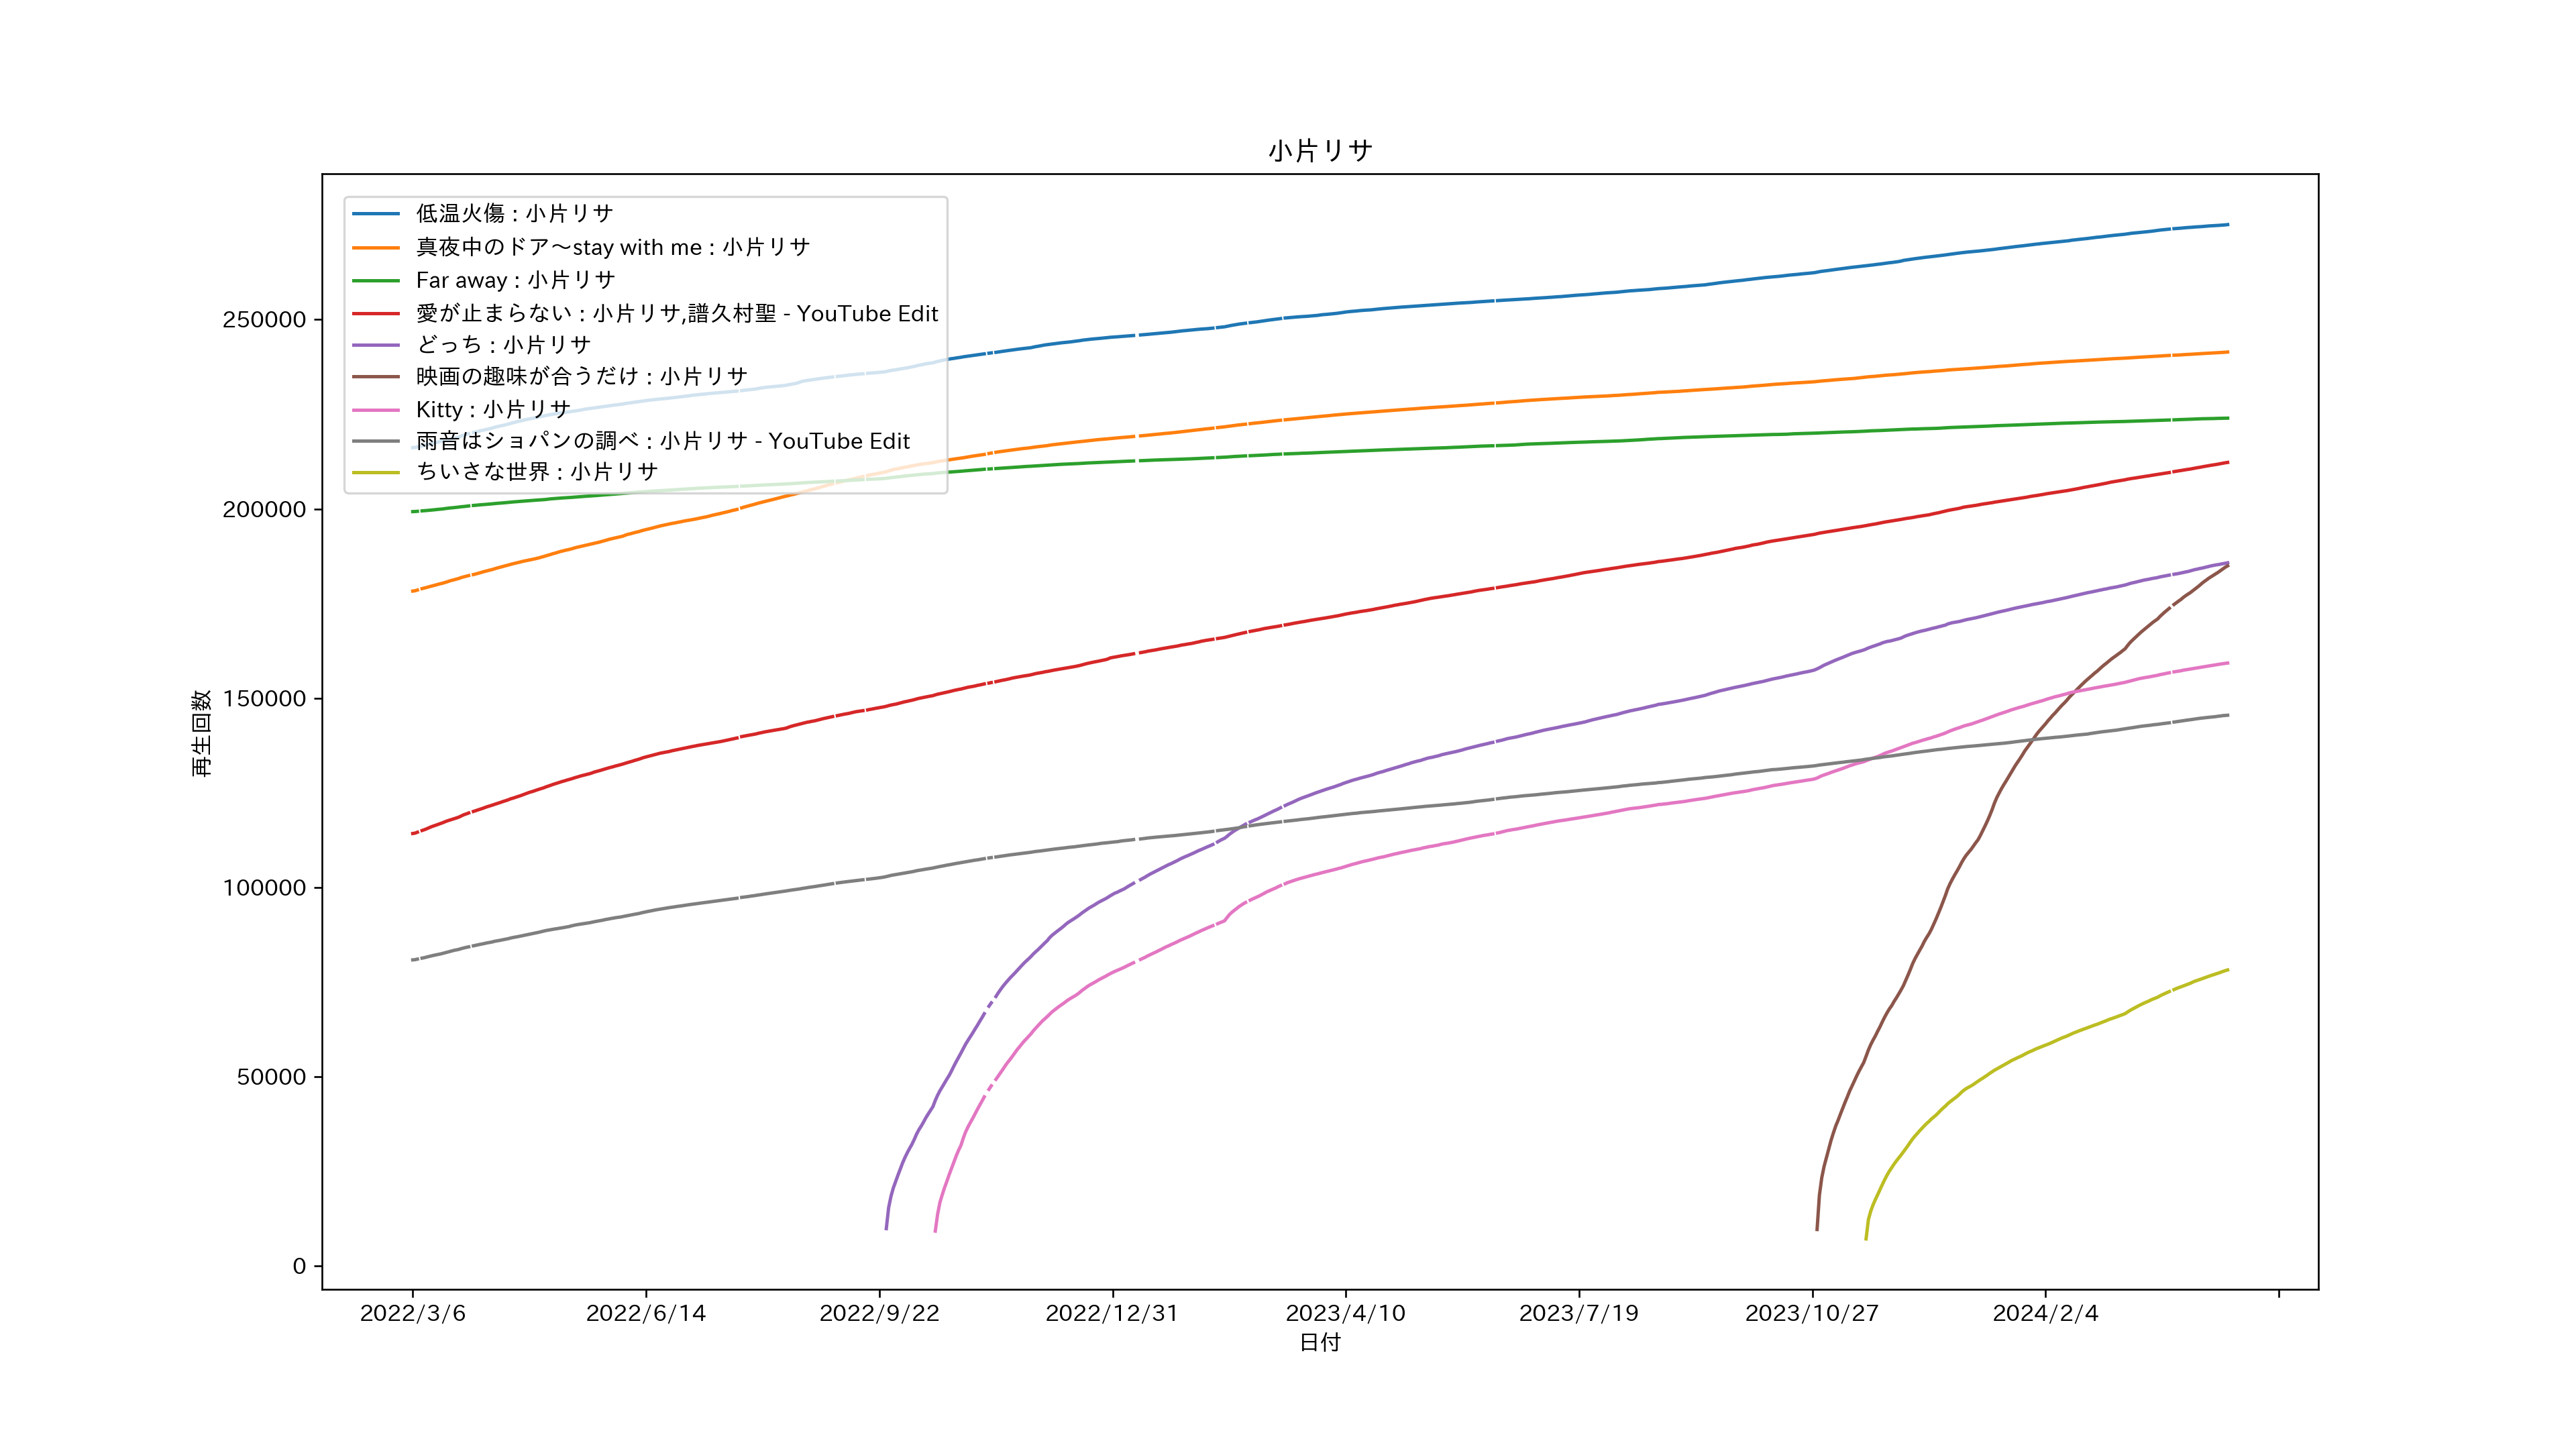 小片リサ
低温火傷 : 小片リサ
真夜中のドア〜stay with me : 小片リサ
Far away : 小片リサ
愛が止まらない : 小片リサ,譜久村聖 - YouTube Edit
どっち : 小片リサ
映画の趣味が合うだけ : 小片リサ
Kitty : 小片リサ
雨音はショパンの調べ : 小片リサ - YouTube Edit
ちいさな世界 : 小片リサ
再生回数
250000
200000
150000
100000
50000
0
2022/3/6 2022/6/14 2022/9/22 2022/12/31 2023/4/10 2023/7/19 2023/10/27 2024/2/4
日付